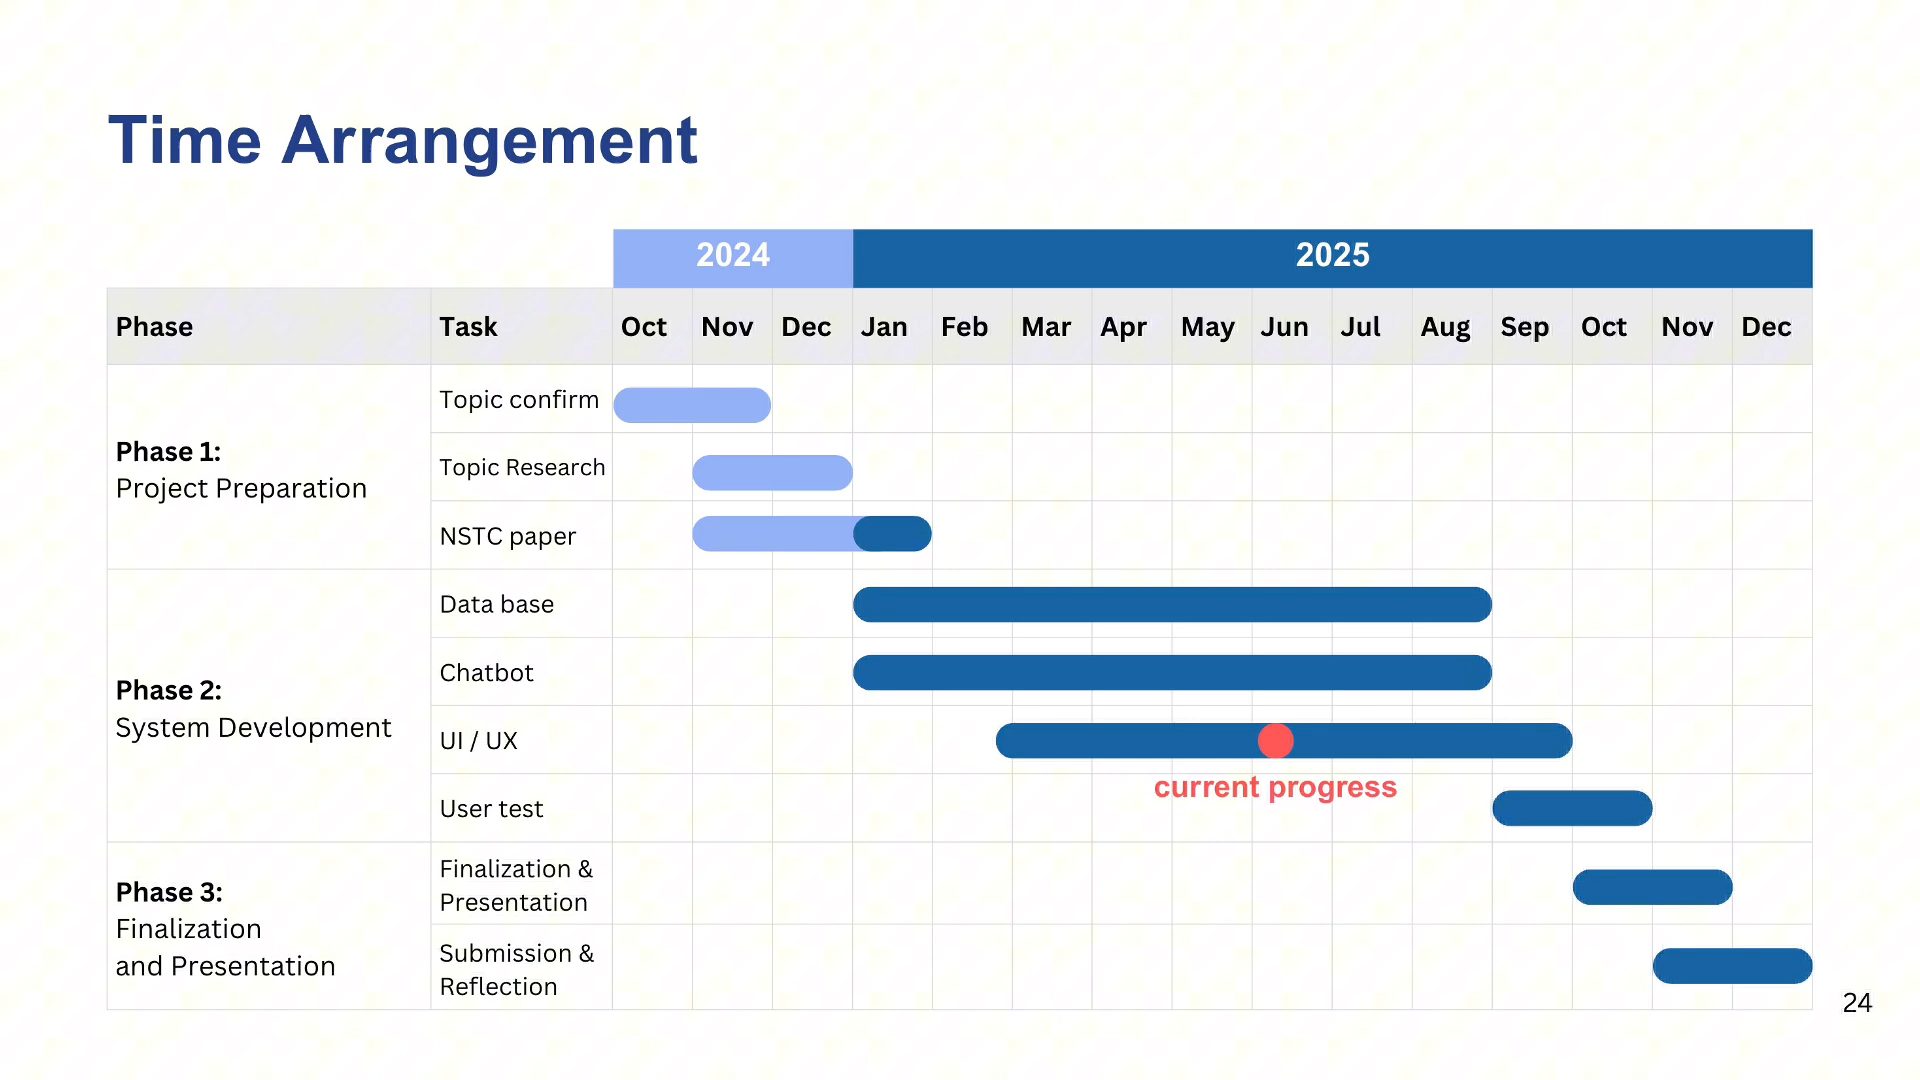 Time Arrangement
2024 2025
Phase Task Oct Nov Dec Jan Feb Mar Apr May Jun Jul Aug Sep Oct Nov Dec
Phase 1:
Project Preparation
Topic confirm
Topic Research
NSTC paper
Phase 2:
System Development
Data base
Chatbot
UI / UX
current progress
User test
Phase 3:
Finalization
and Presentation
Finalization &
Presentation
Submission &
Reflection
24